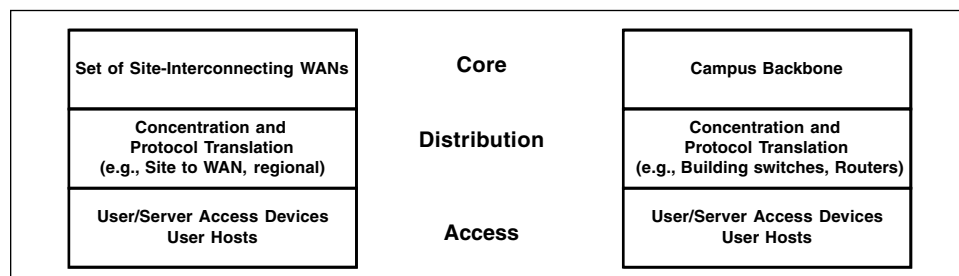 Set of Site-Interconnecting WANs
Core
Campus Backbone
Concentration and
Protocol Translation
(e.g., Site to WAN, regional)
Distribution
Concentration and
Protocol Translation
(e.g., Building switches, Routers)
User/Server Access Devices
User Hosts
Access
User/Server Access Devices
User Hosts